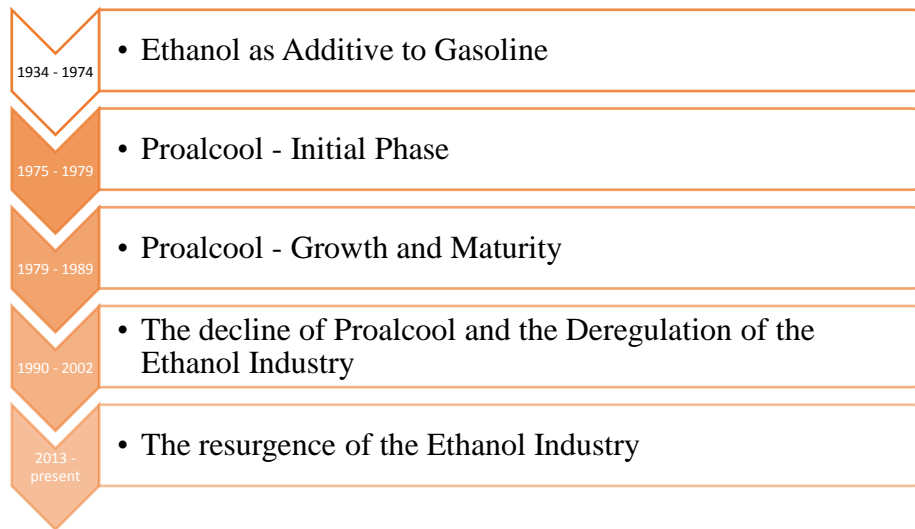 1934 - 1974
• Ethanol as Additive to Gasoline
1975 - 1979
• Proalcool - Initial Phase
1979 - 1989
• Proalcool - Growth and Maturity
1990 - 2002
• The decline of Proalcool and the Deregulation of the
Ethanol Industry
2013 -
present
• The resurgence of the Ethanol Industry